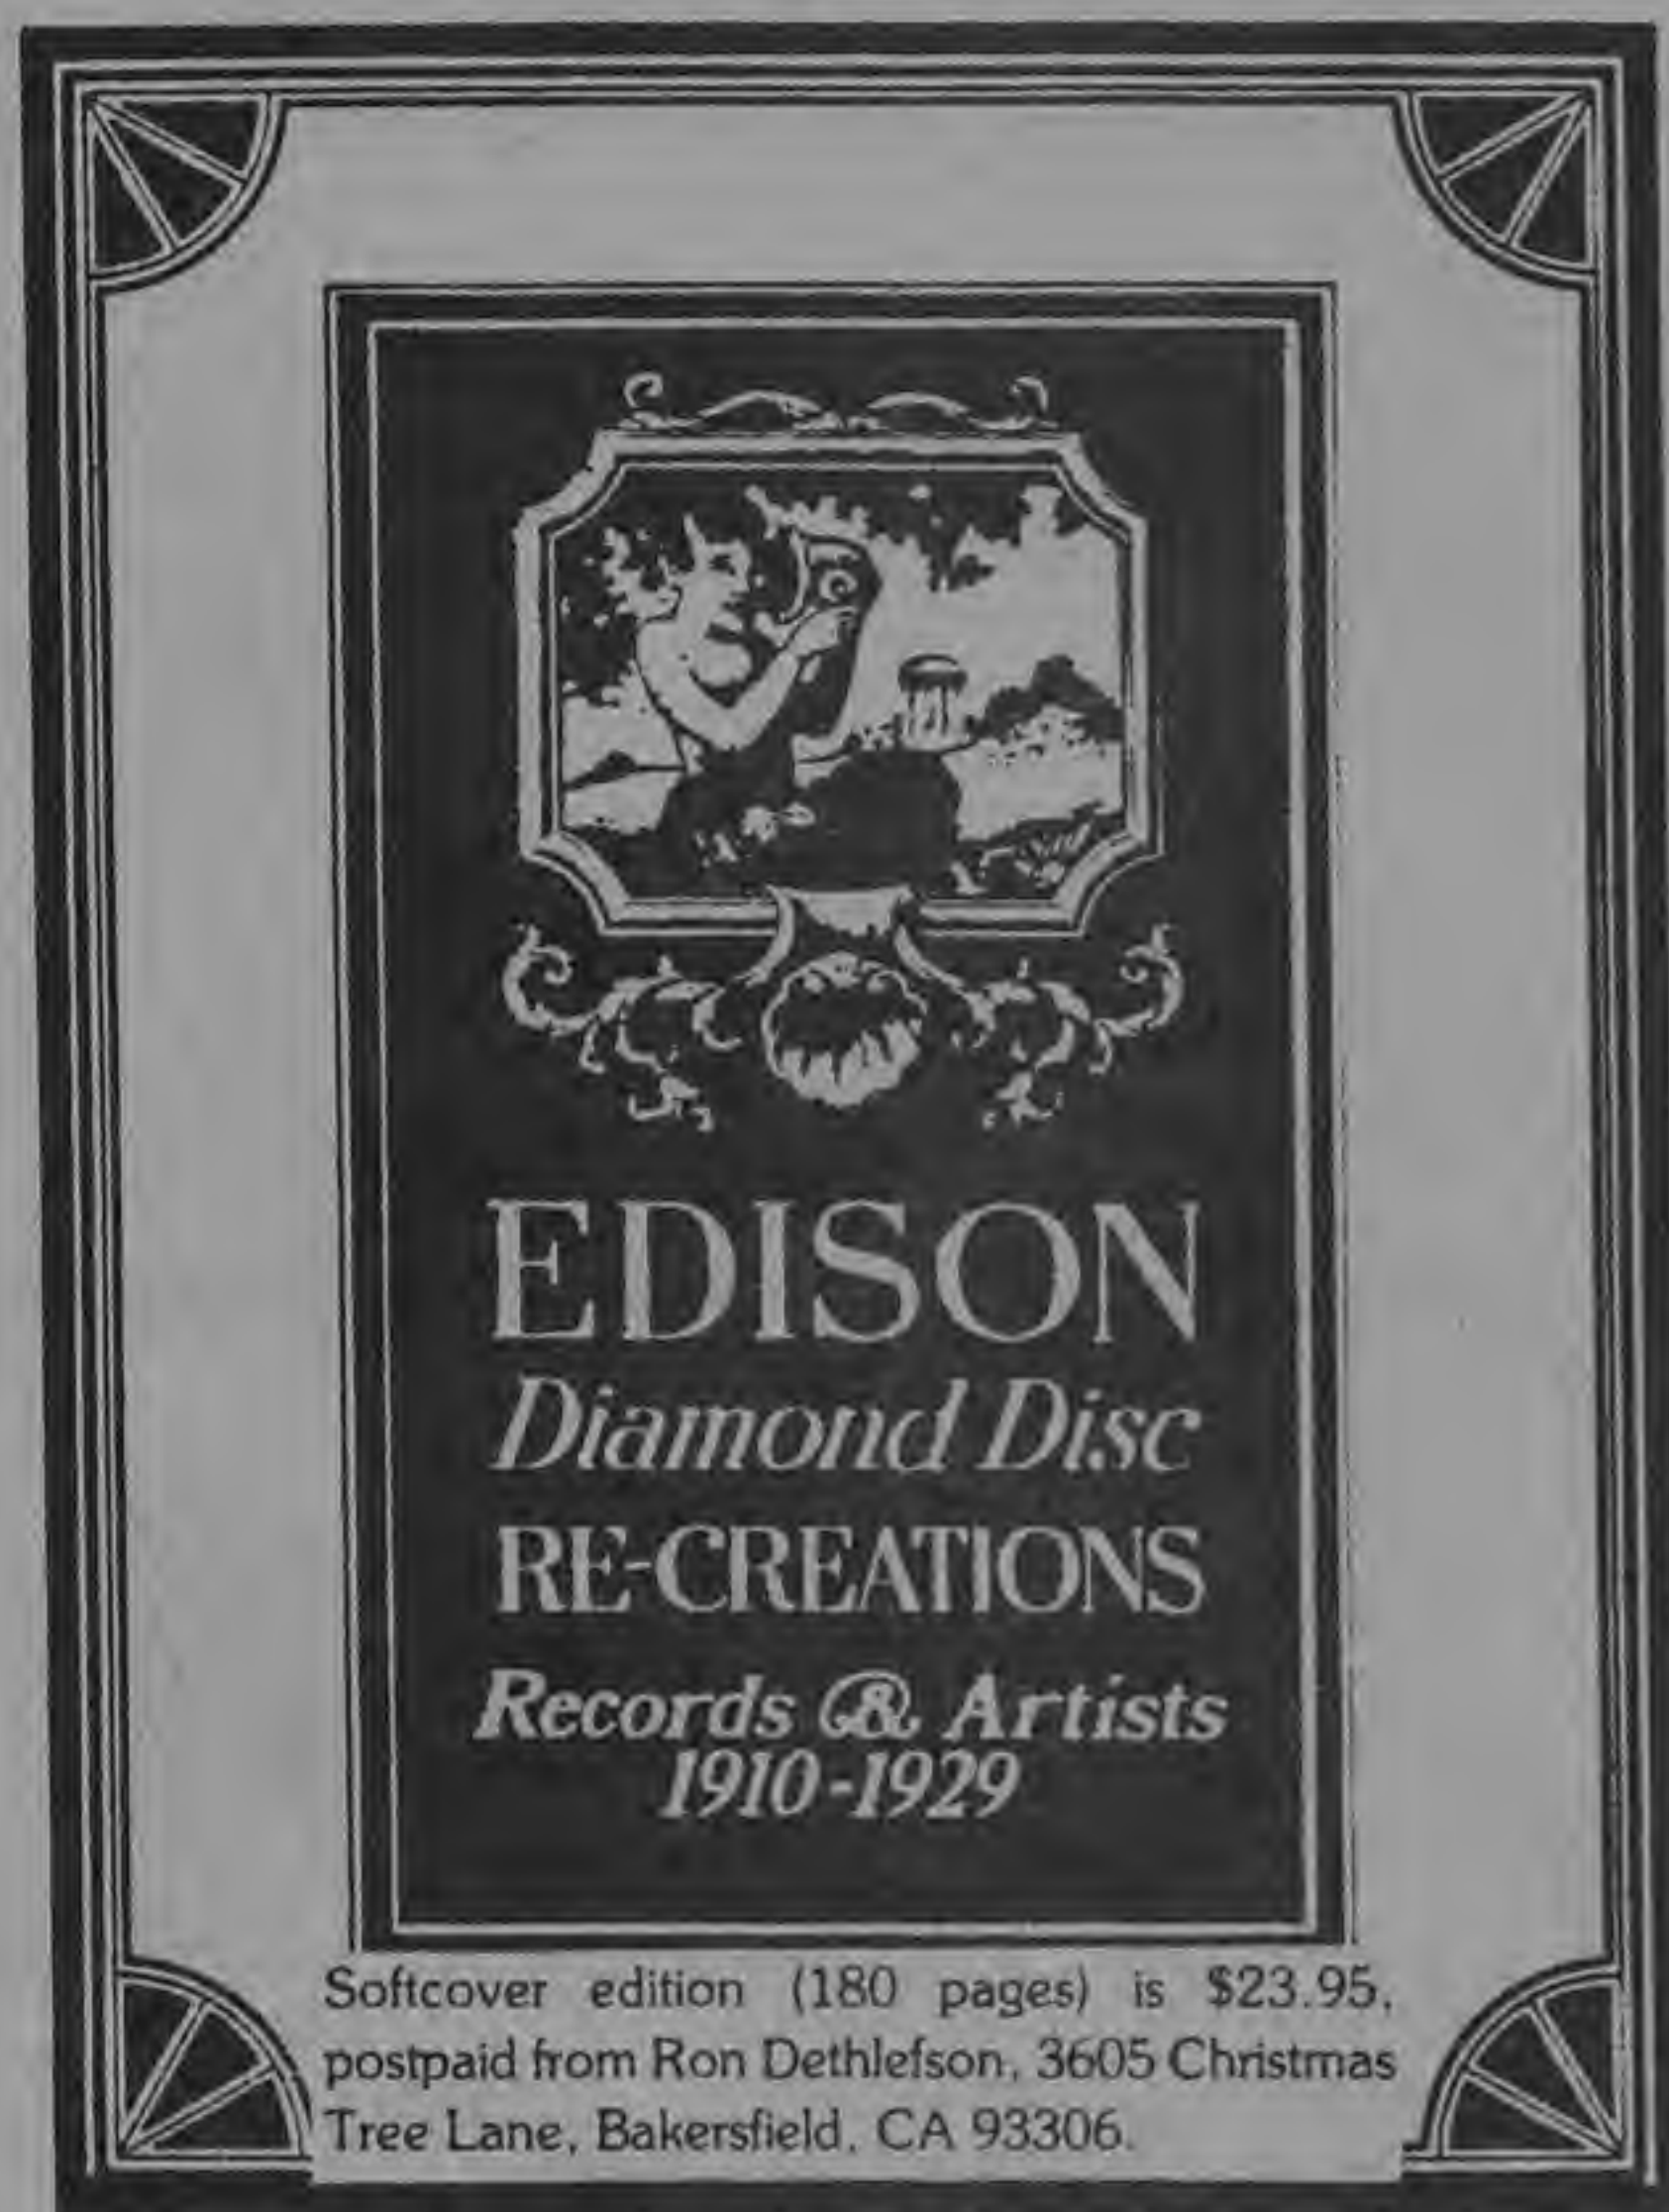 EDISON
Diamond Disc
RE-CREATIONS
Records & Artists
1910-1929
Softcover edition (180 pages) is $23.95,
postpaid from Ron Dethlefson, 3605 Christmas
Tree Lane, Bakersfield, CA 93306.